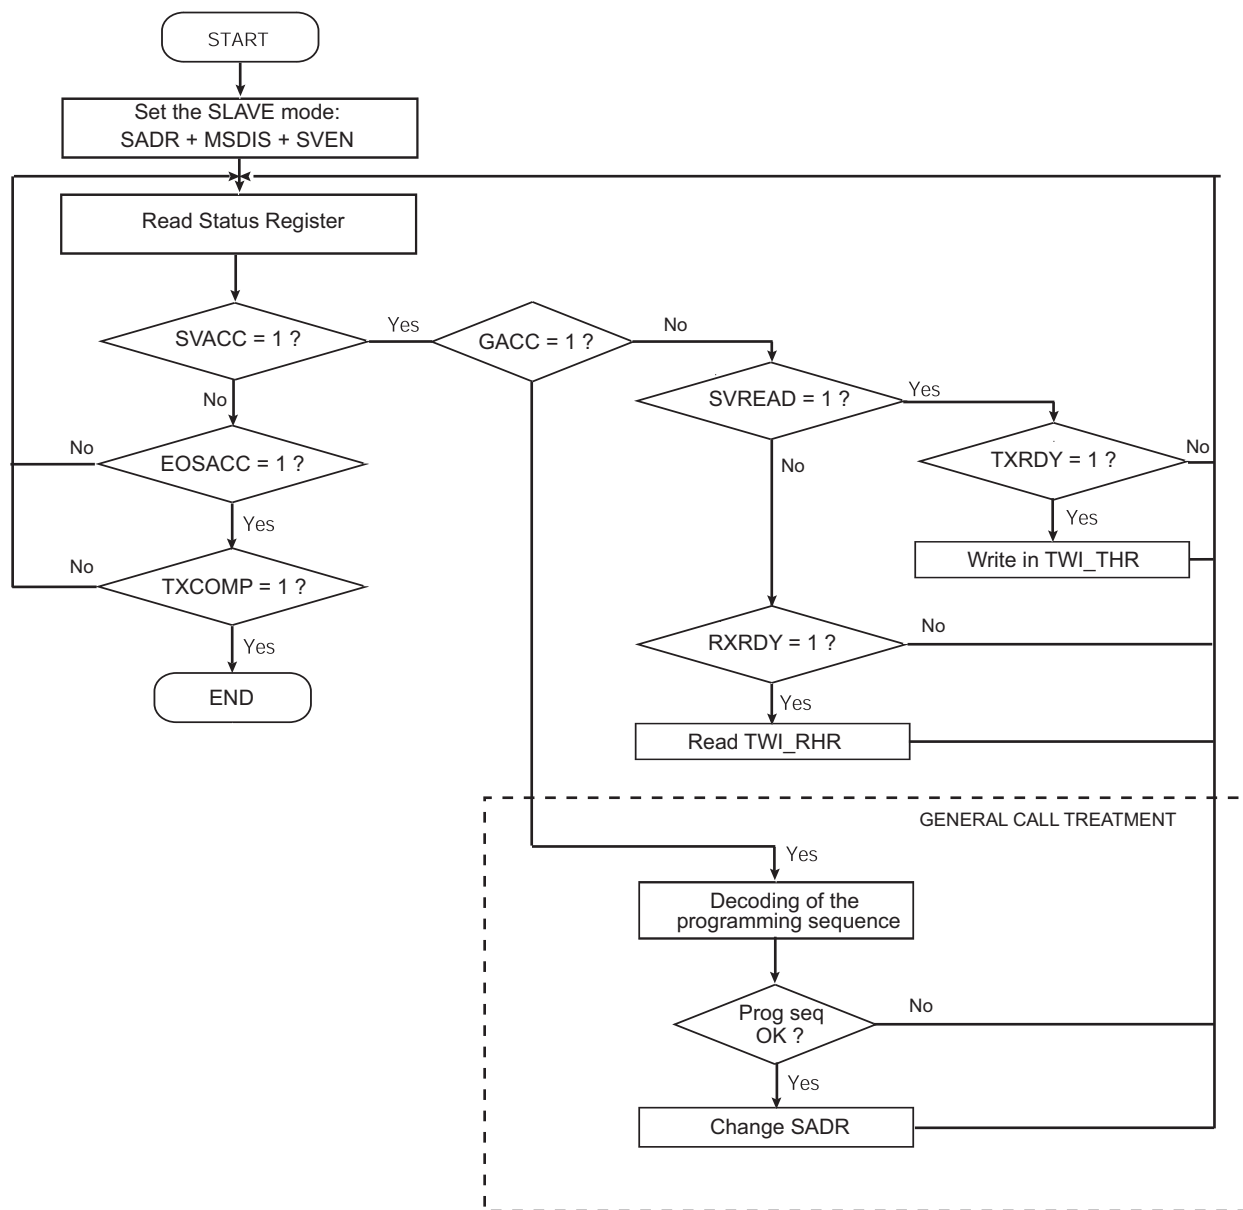 START
Set the SLAVE mode:
SADR + MSDIS + SVEN
Read Status Register
SVACC = 1 ?
Yes
GACC = 1 ?
No
SVREAD = 1 ?
Yes
No
No
EOSACC = 1 ?
TXRDY = 1 ?
No
No
Yes
Yes
Write in TWI_THR
No
TXCOMP = 1 ?
Yes
RXRDY = 1 ?
No
END
Yes
Read TWI_RHR
GENERAL CALL TREATMENT
Yes
Decoding of the
programming sequence
Prog seq
OK ?
No
Yes
Change SADR